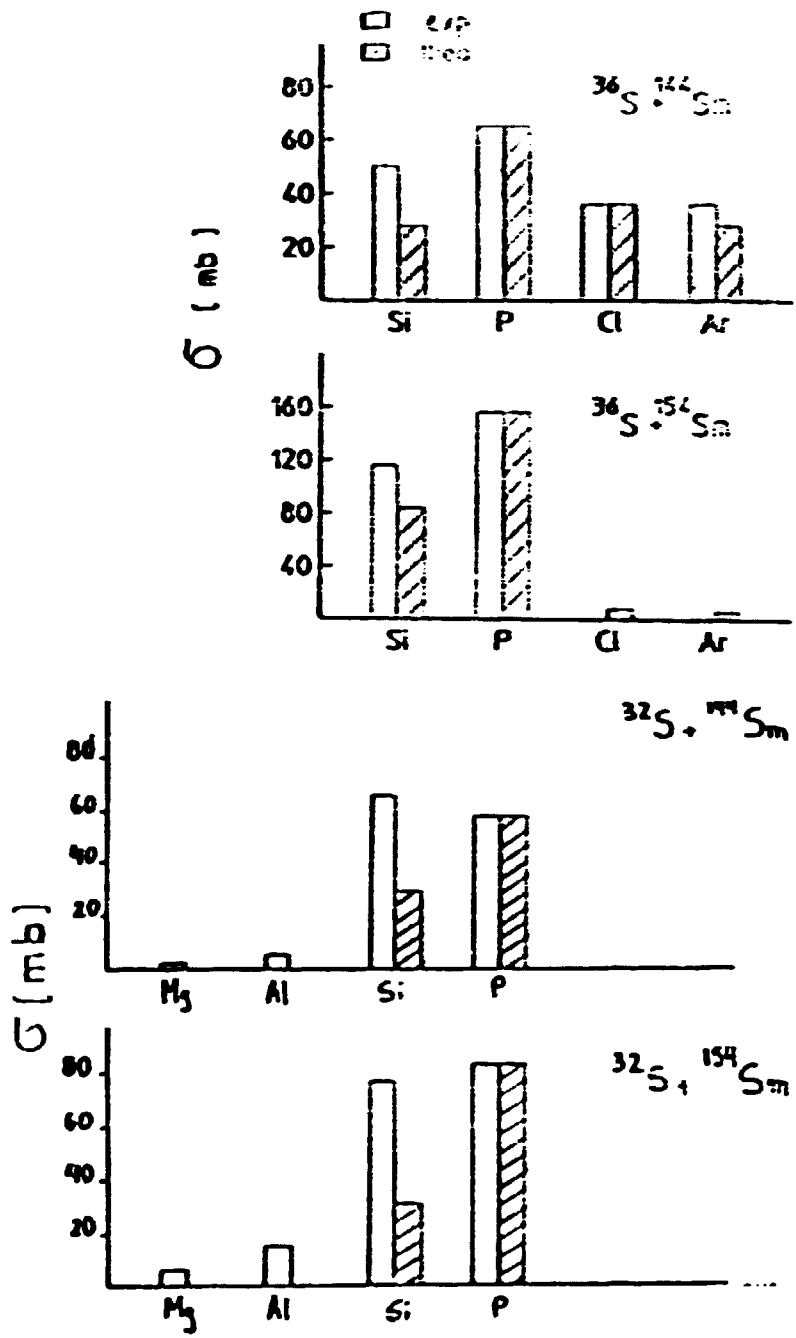 exp
80
60
40
20
³⁶S + ¹⁴⁴Sm
Si P Cl Ar
σ (mb)
160
120
80
40
³⁶S + ¹⁵⁴Sm
Si P Cl Ar
80
60
40
20
³²S + ¹⁴⁴Sm
Mg Al Si P
σ [mb]
80
60
40
20
³²S + ¹⁵⁴Sm
Mg Al Si P